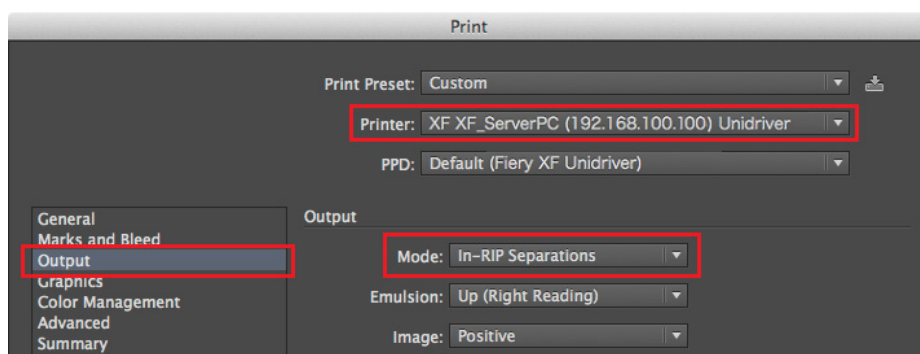 Print
Print Preset: Custom
Printer: XF XF_ServerPC (192.168.100.100) Unidriver
PPD: Default (Fiery XF Unidriver)
General
Marks and Bleed
Output
Graphics
Color Management
Advanced
Summary
Output
Mode: In-RIP Separations
Emulsion: Up (Right Reading)
Image: Positive